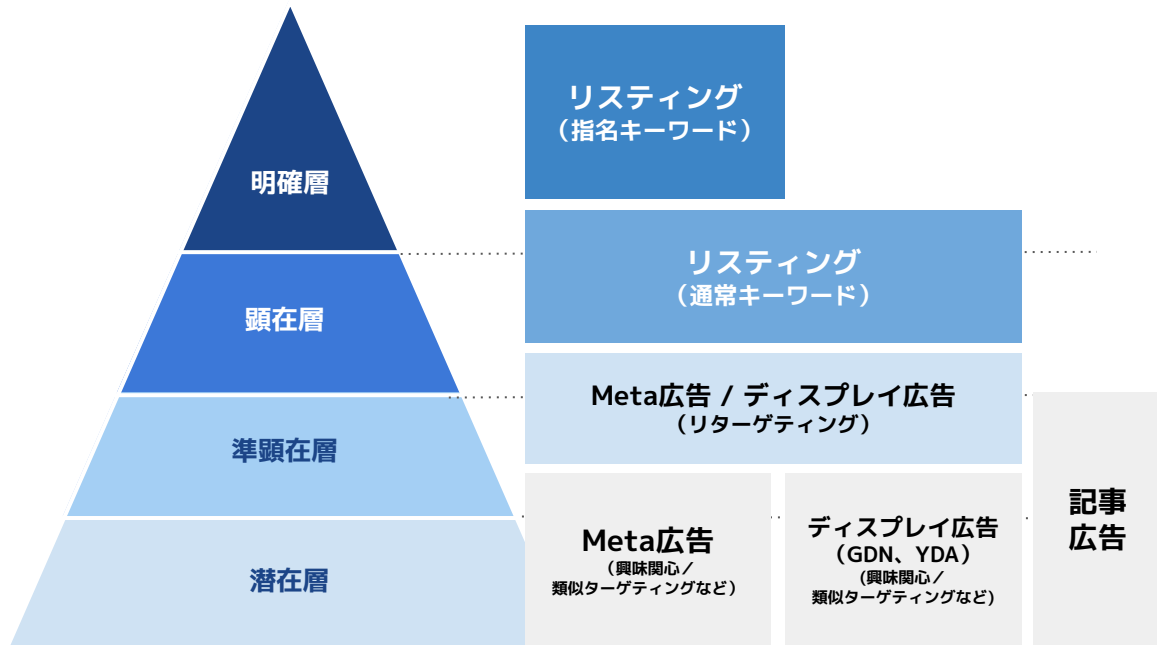 明確層
リスティング
（指名キーワード）
顕在層
リスティング
（通常キーワード）
準顕在層
Meta広告 / ディスプレイ広告
（リターゲティング）
潜在層
Meta広告
（興味関心／
類似ターゲティングなど）
ディスプレイ広告
（GDN、YDA）
(興味関心／
類似ターゲティングなど)
記事
広告